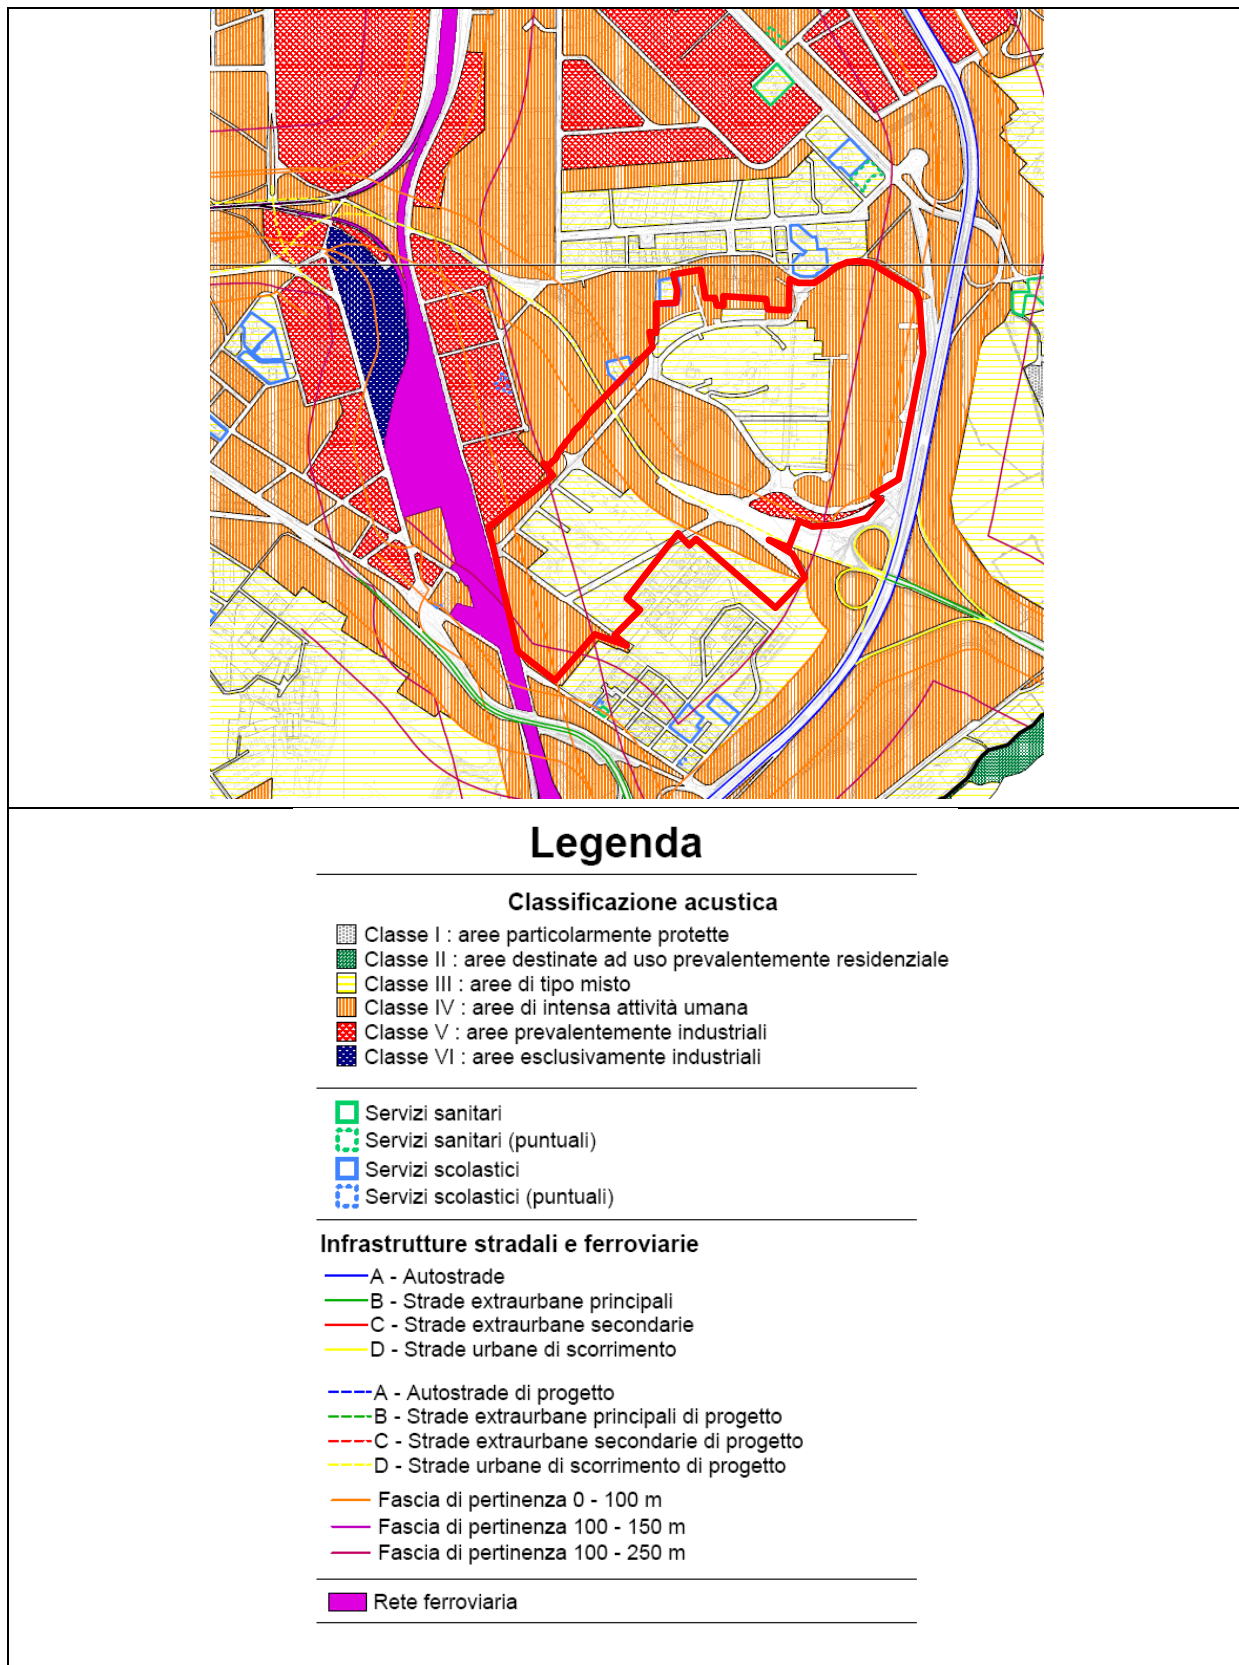 Legenda
Classificazione acustica
Classe I : aree particolarmente protette
Classe II : aree destinate ad uso prevalentemente residenziale
Classe III : aree di tipo misto
Classe IV : aree di intensa attività umana
Classe V : aree prevalentemente industriali
Classe VI : aree esclusivamente industriali
Servizi sanitari
Servizi sanitari (puntuali)
Servizi scolastici
Servizi scolastici (puntuali)
Infrastrutture stradali e ferroviarie
A - Autostrade
B - Strade extraurbane principali
C - Strade extraurbane secondarie
D - Strade urbane di scorrimento
A - Autostrade di progetto
B - Strade extraurbane principali di progetto
C - Strade extraurbane secondarie di progetto
D - Strade urbane di scorrimento di progetto
Fascia di pertinenza 0 - 100 m
Fascia di pertinenza 100 - 150 m
Fascia di pertinenza 100 - 250 m
Rete ferroviaria